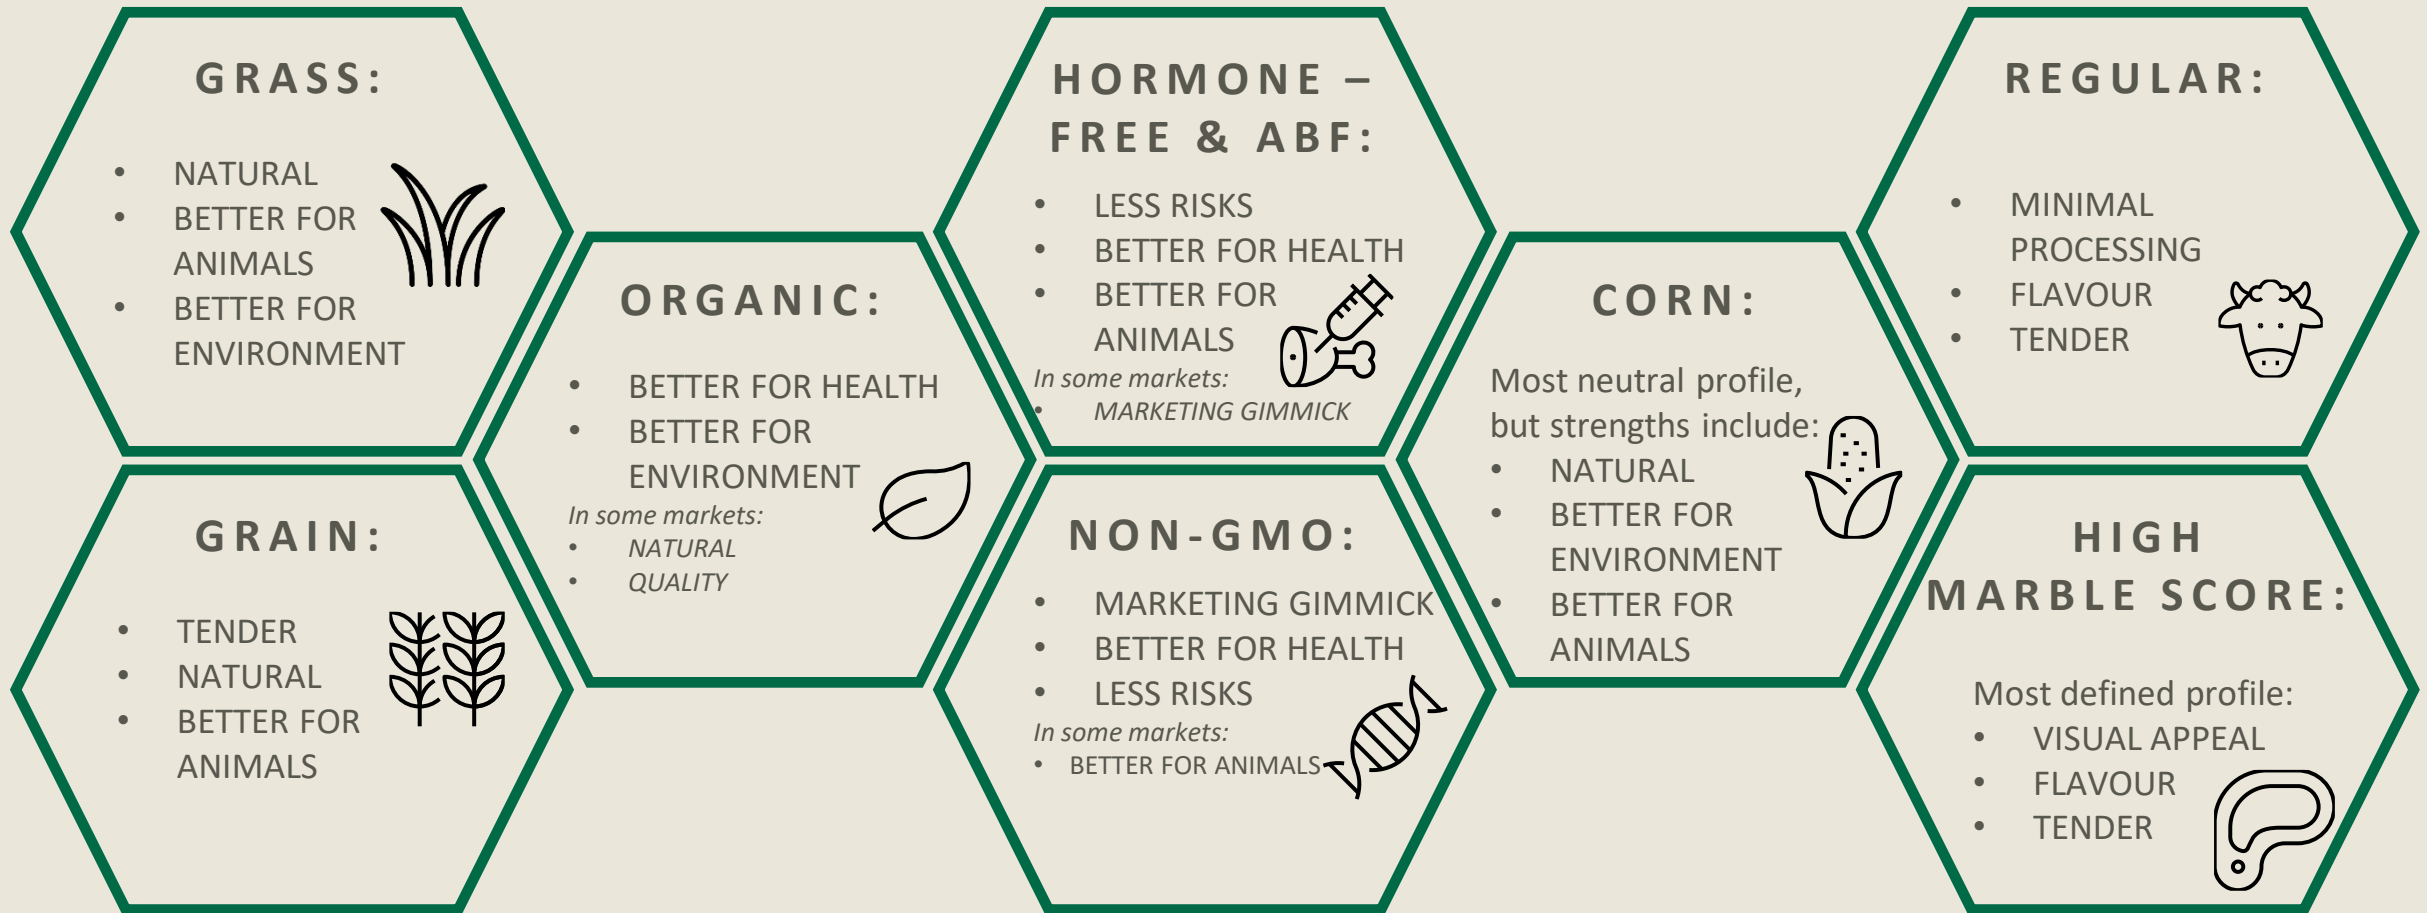 GRASS:
• NATURAL
• BETTER FOR
ANIMALS
• BETTER FOR
ENVIRONMENT
GRAIN:
• TENDER
• NATURAL
• BETTER FOR
ANIMALS
ORGANIC:
• BETTER FOR HEALTH
• BETTER FOR
ENVIRONMENT
In some markets:
• NATURAL
• QUALITY
HORMONE –
FREE & ABF:
• LESS RISKS
• BETTER FOR HEALTH
• BETTER FOR
ANIMALS
In some markets:
• MARKETING GIMMICK
NON-GMO:
• MARKETING GIMMICK
• BETTER FOR HEALTH
• LESS RISKS
In some markets:
• BETTER FOR ANIMALS
CORN:
Most neutral profile,
but strengths include:
• NATURAL
• BETTER FOR
ENVIRONMENT
• BETTER FOR
ANIMALS
REGULAR:
• MINIMAL
PROCESSING
• FLAVOUR
• TENDER
HIGH
MARBLE SCORE:
Most defined profile:
• VISUAL APPEAL
• FLAVOUR
• TENDER